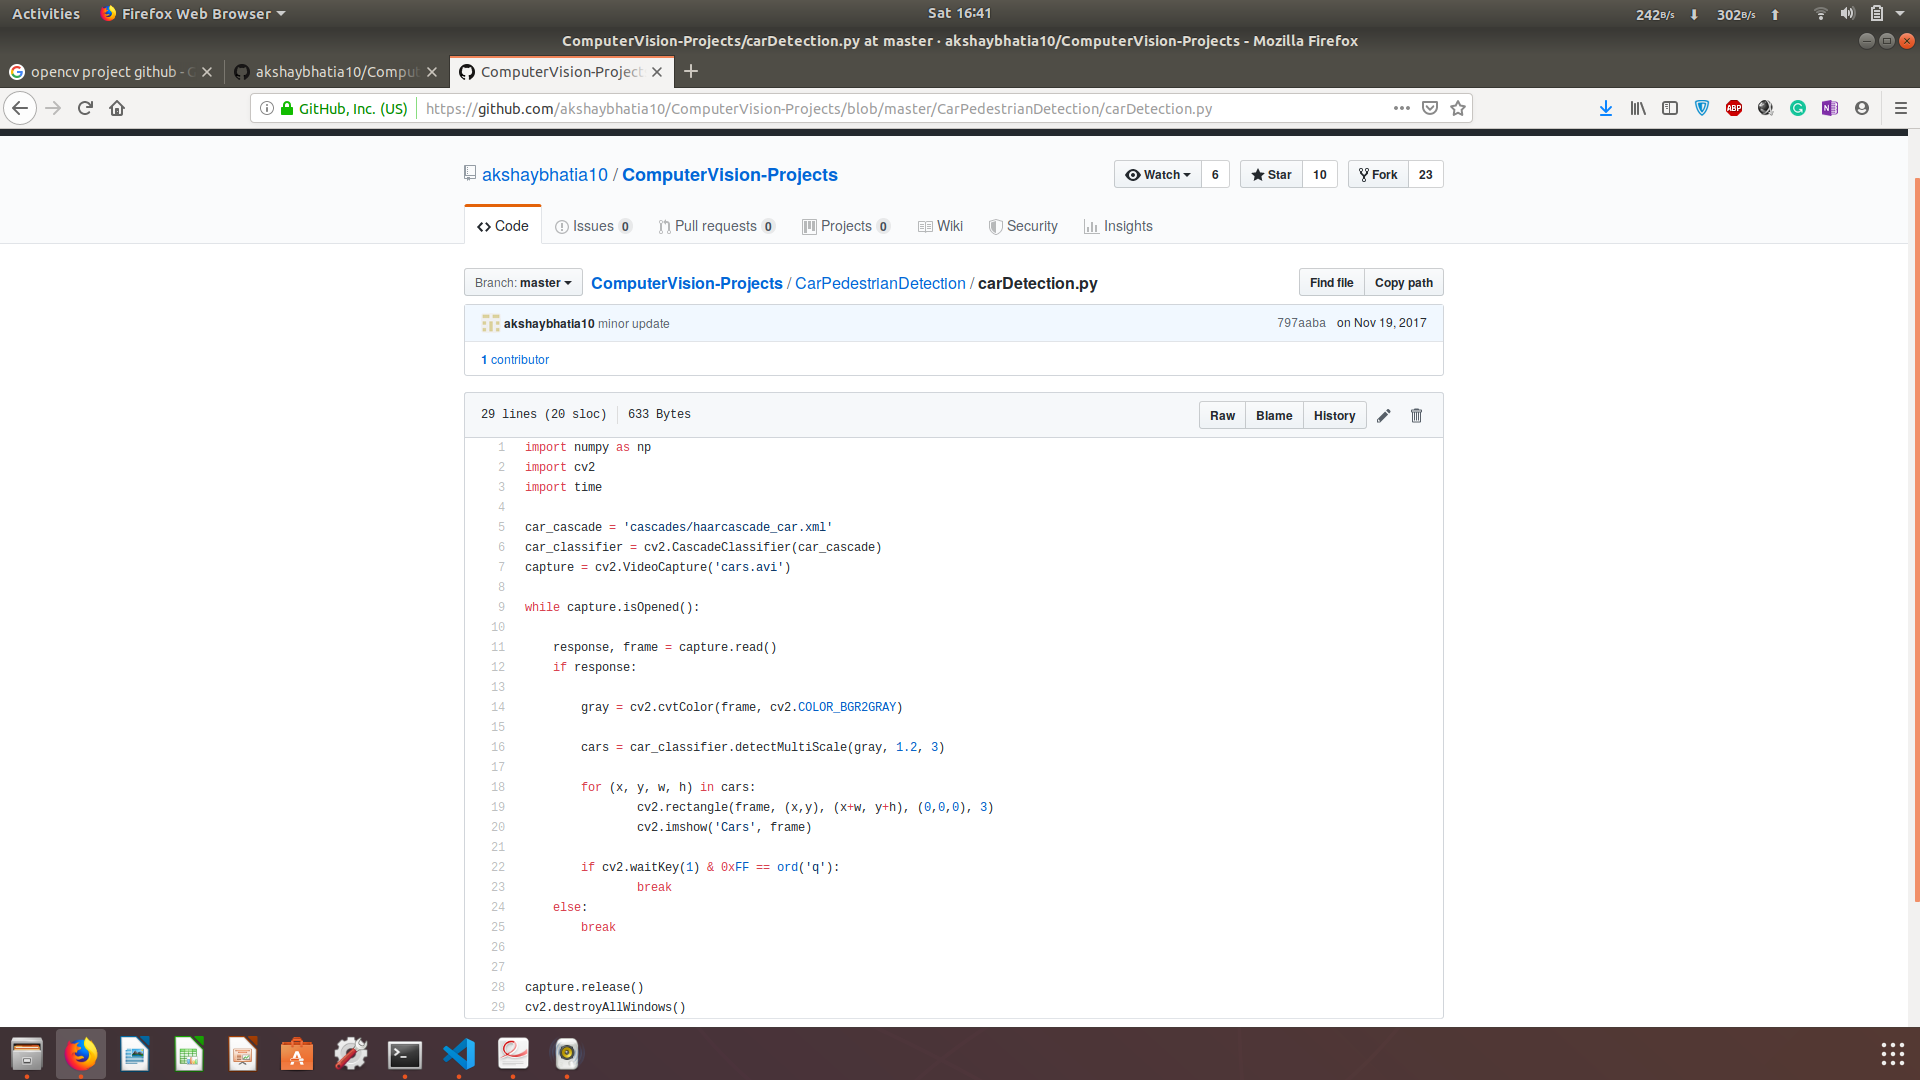 Activities Firefox Web Browser Sat 16:41 242B/s 302B/s
ComputerVision-Projects/carDetection.py at master · akshaybhatia10/ComputerVision-Projects - Mozilla Firefox
opencv project github - akshaybhatia10/Comput ComputerVision-Project
GitHub, Inc. (US) https://github.com/akshaybhatia10/ComputerVision-Projects/blob/master/CarPedestrianDetection/carDetection.py ABP N
akshaybhatia10 / ComputerVision-Projects Watch 6 Star 10 Fork 23
Code Issues 0 Pull requests 0 Projects 0 Wiki Security Insights
Branch: master ComputerVision-Projects / CarPedestrianDetection / carDetection.py Find file Copy path
akshaybhatia10 minor update 797aaba on Nov 19, 2017
1 contributor
29 lines (20 sloc) 633 Bytes Raw Blame History
1 import numpy as np
2 import cv2
3 import time
4
5 car_cascade = 'cascades/haarcascade_car.xml'
6 car_classifier = cv2.CascadeClassifier(car_cascade)
7 capture = cv2.VideoCapture('cars.avi')
8
9 while capture.isOpened():
10
11 response, frame = capture.read()
12 if response:
13
14 gray = cv2.cvtColor(frame, cv2.COLOR_BGR2GRAY)
15
16 cars = car_classifier.detectMultiScale(gray, 1.2, 3)
17
18 for (x, y, w, h) in cars:
19 cv2.rectangle(frame, (x,y), (x+w, y+h), (0,0,0), 3)
20 cv2.imshow('Cars', frame)
21
22 if cv2.waitKey(1) & 0xFF == ord('q'):
23 break
24 else:
25 break
26
27
28 capture.release()
29 cv2.destroyAllWindows()